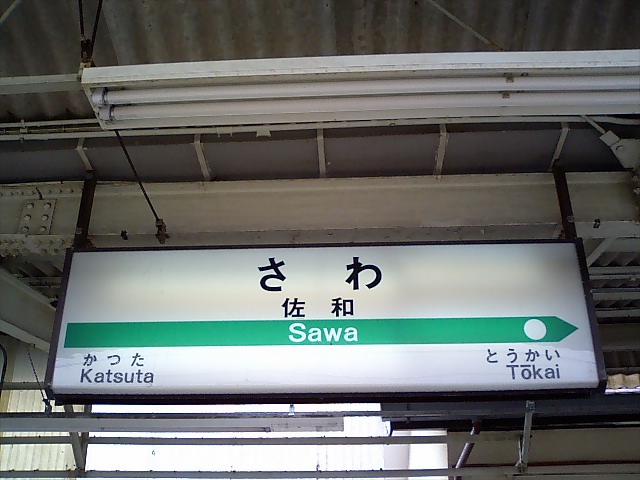 さわ
佐和
Sawa
かつた
Katsuta
とうかい
Tōkai